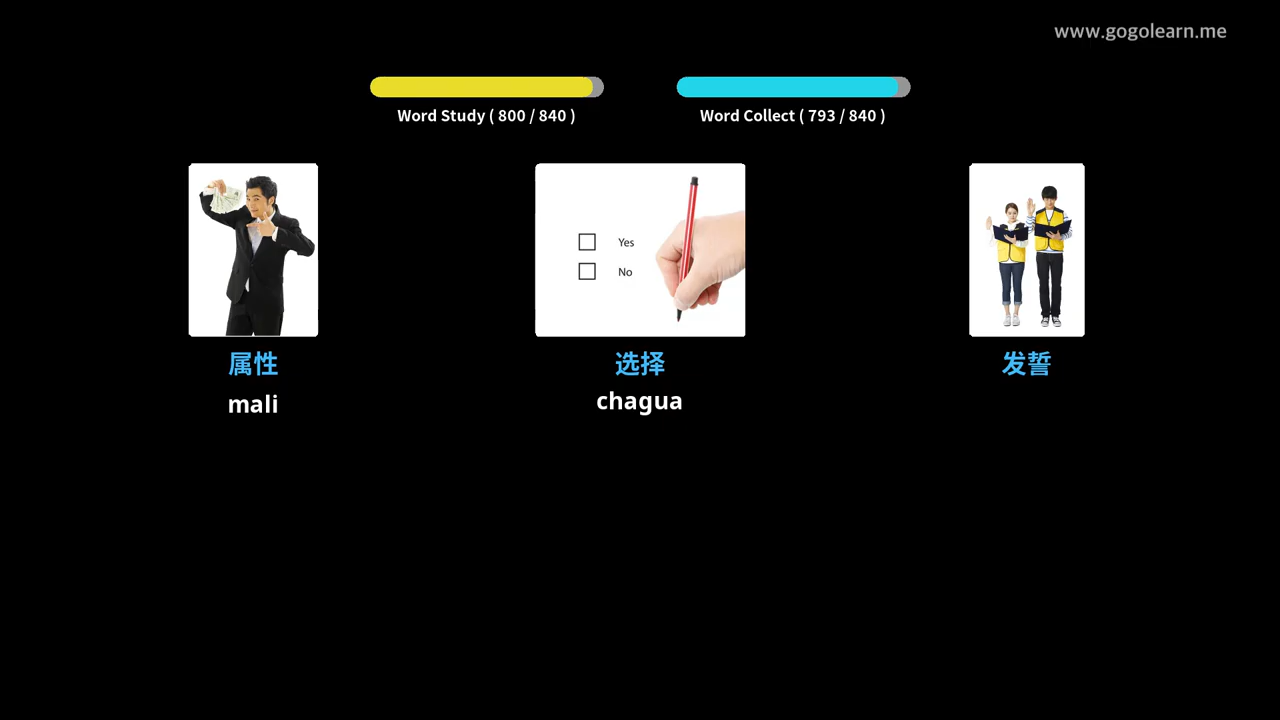 www.gogolearn.me
Word Study ( 800 / 840 )
Word Collect ( 793 / 840 )
Yes
No
属性
选择
发誓
mali
chagua